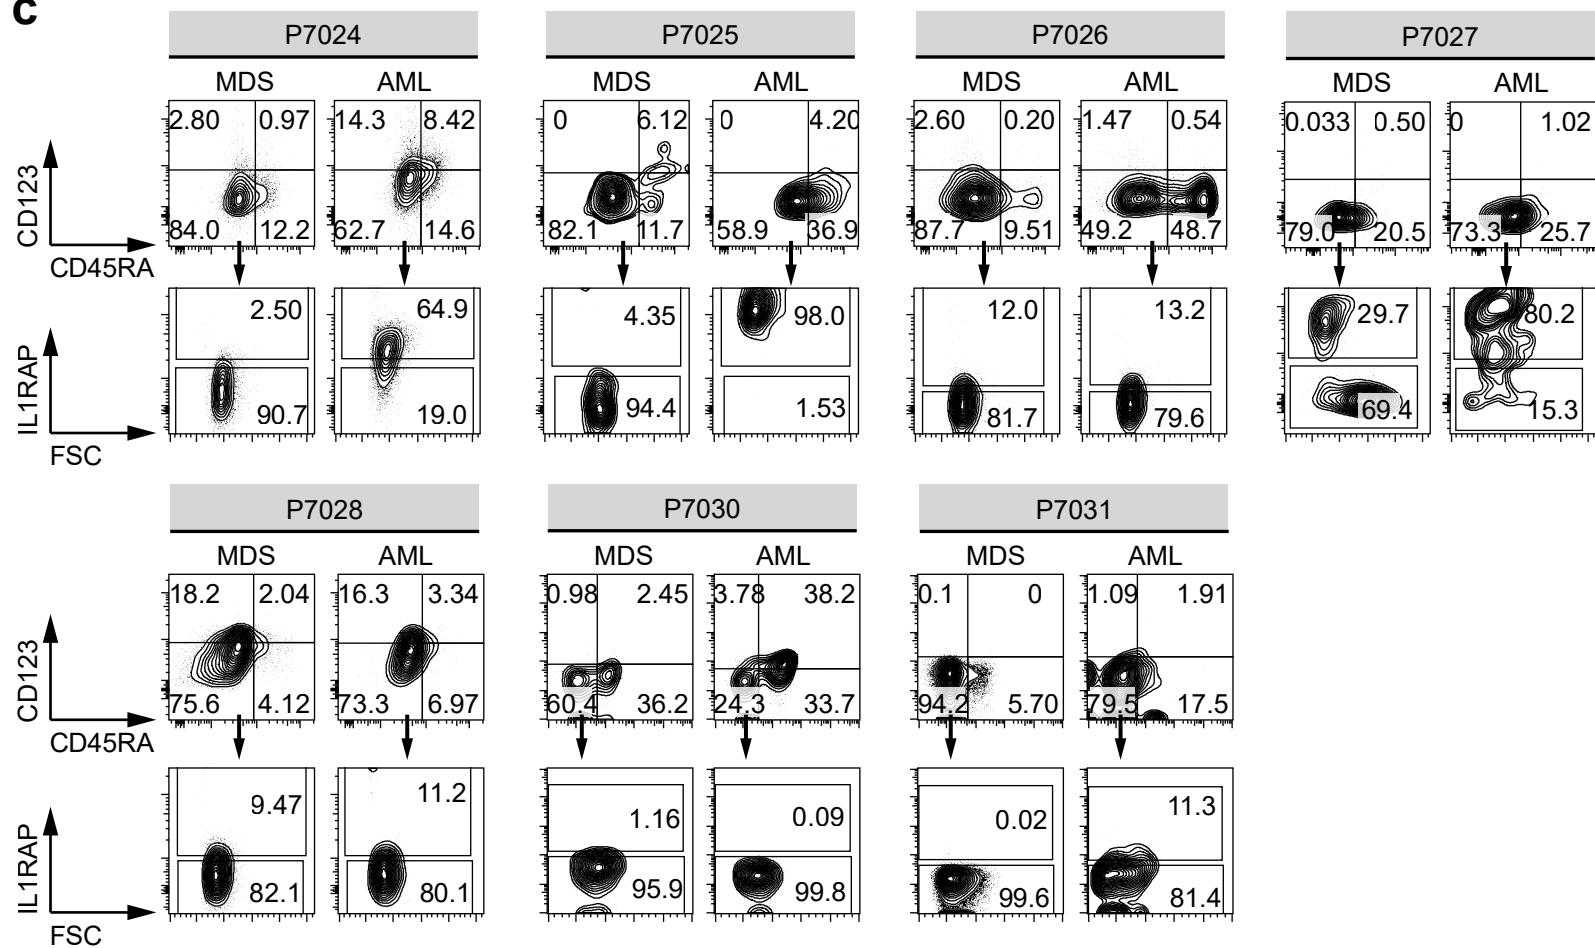 c
P7024 P7025 P7026 P7027
MDS AML MDS AML MDS AML MDS AML
2.80 0.97 14.3 8.42 0 6.12 0 4.20 2.60 0.20 1.47 0.54 0.033 0.50 0 1.02
CD123
84.0 12.2 62.7 14.6 82.1 11.7 58.9 36.9 87.7 9.51 49.2 48.7 79.0 20.5 73.3 25.7
CD45RA
2.50 64.9 4.35 98.0 12.0 13.2 29.7 80.2
IL1RAP
90.7 19.0 94.4 1.53 81.7 79.6 69.4 15.3
FSC
P7028 P7030 P7031
MDS AML MDS AML MDS AML
18.2 2.04 16.3 3.34 0.98 2.45 3.78 38.2 0.1 0 1.09 1.91
CD123
75.6 4.12 73.3 6.97 60.4 36.2 24.3 33.7 94.2 5.70 79.5 17.5
CD45RA
9.47 11.2 1.16 0.09 0.02 11.3
IL1RAP
82.1 80.1 95.9 99.8 99.6 81.4
FSC